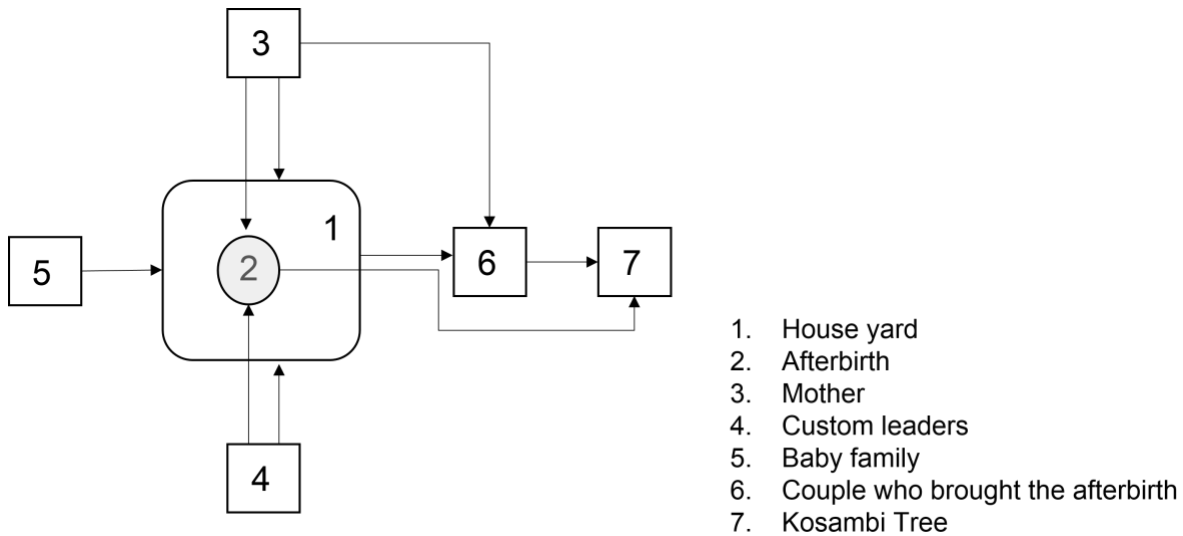 3
1
2
5
6
7
4
1. House yard
2. Afterbirth
3. Mother
4. Custom leaders
5. Baby family
6. Couple who brought the afterbirth
7. Kosambi Tree